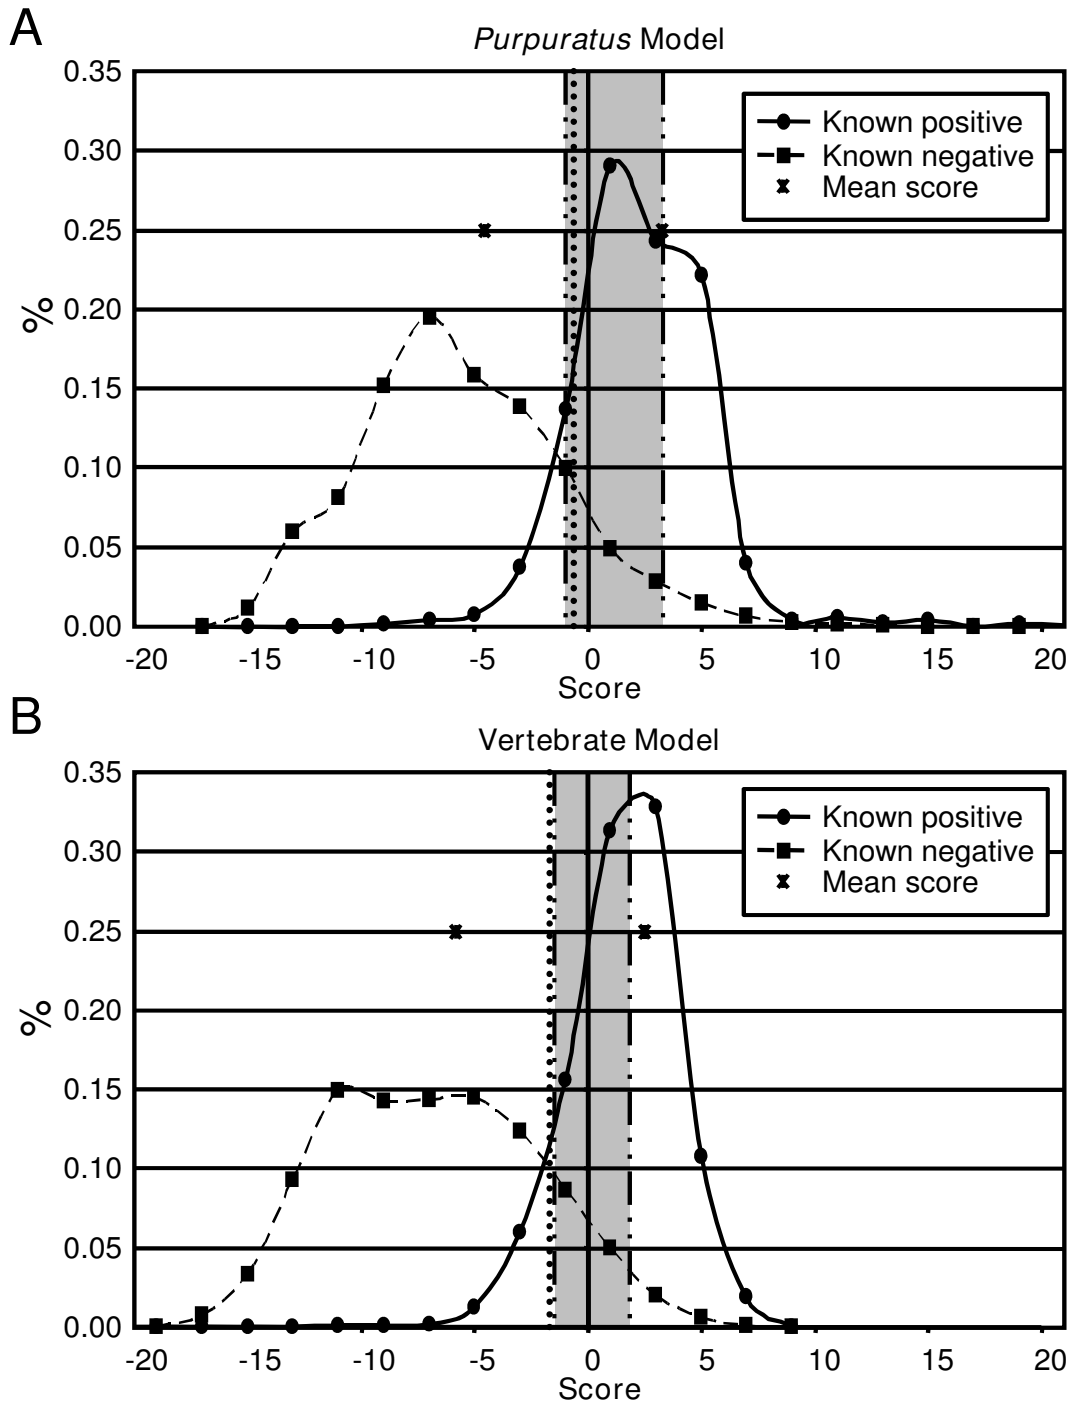 A
Purpuratus Model
0.35
0.30
0.25
0.20
0.15
0.10
0.05
0.00
%
Known positive
Known negative
Mean score
-20 -15 -10 -5 0 5 10 15 20
Score
B
Vertebrate Model
0.35
0.30
0.25
0.20
0.15
0.10
0.05
0.00
%
Known positive
Known negative
Mean score
-20 -15 -10 -5 0 5 10 15 20
Score